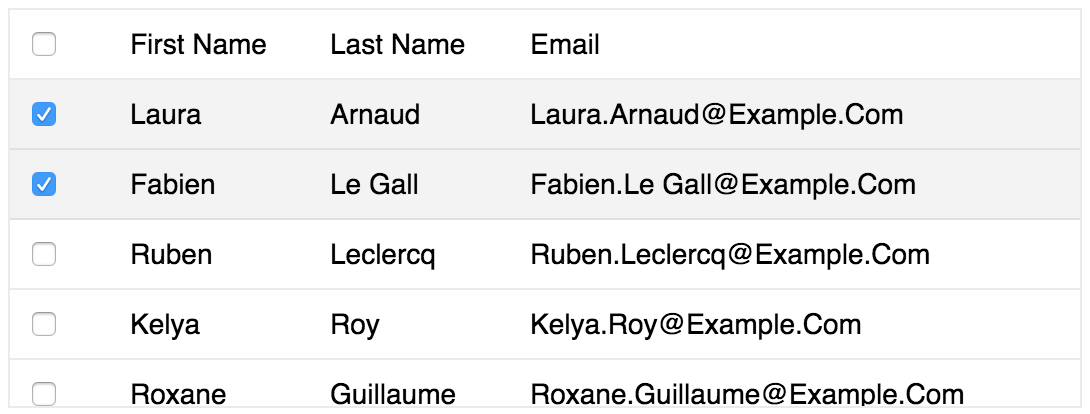 First Name Last Name Email
Laura Arnaud Laura.Arnaud@Example.Com
Fabien Le Gall Fabien.Le Gall@Example.Com
Ruben Leclercq Ruben.Leclercq@Example.Com
Kelya Roy Kelya.Roy@Example.Com
Roxane Guillaume Roxane.Guillaume@Example.Com